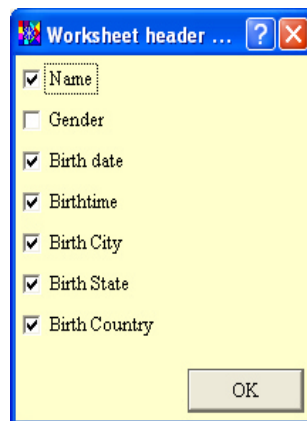 Worksheet header ...
Name
Gender
Birth date
Birthtime
Birth City
Birth State
Birth Country
OK